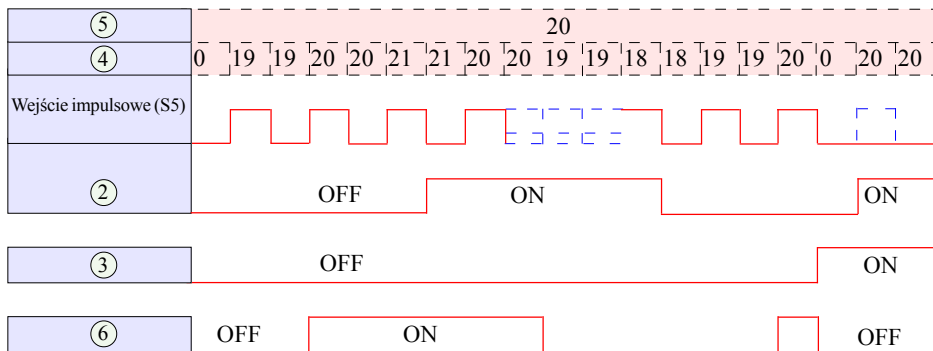 ⑤ 20
④ 0 19 19 20 20 21 21 20 20 19 19 18 18 19 19 20 0 20 20
Wejście impulsowe (S5)
② OFF ON ON
③ OFF ON
⑥ OFF ON OFF